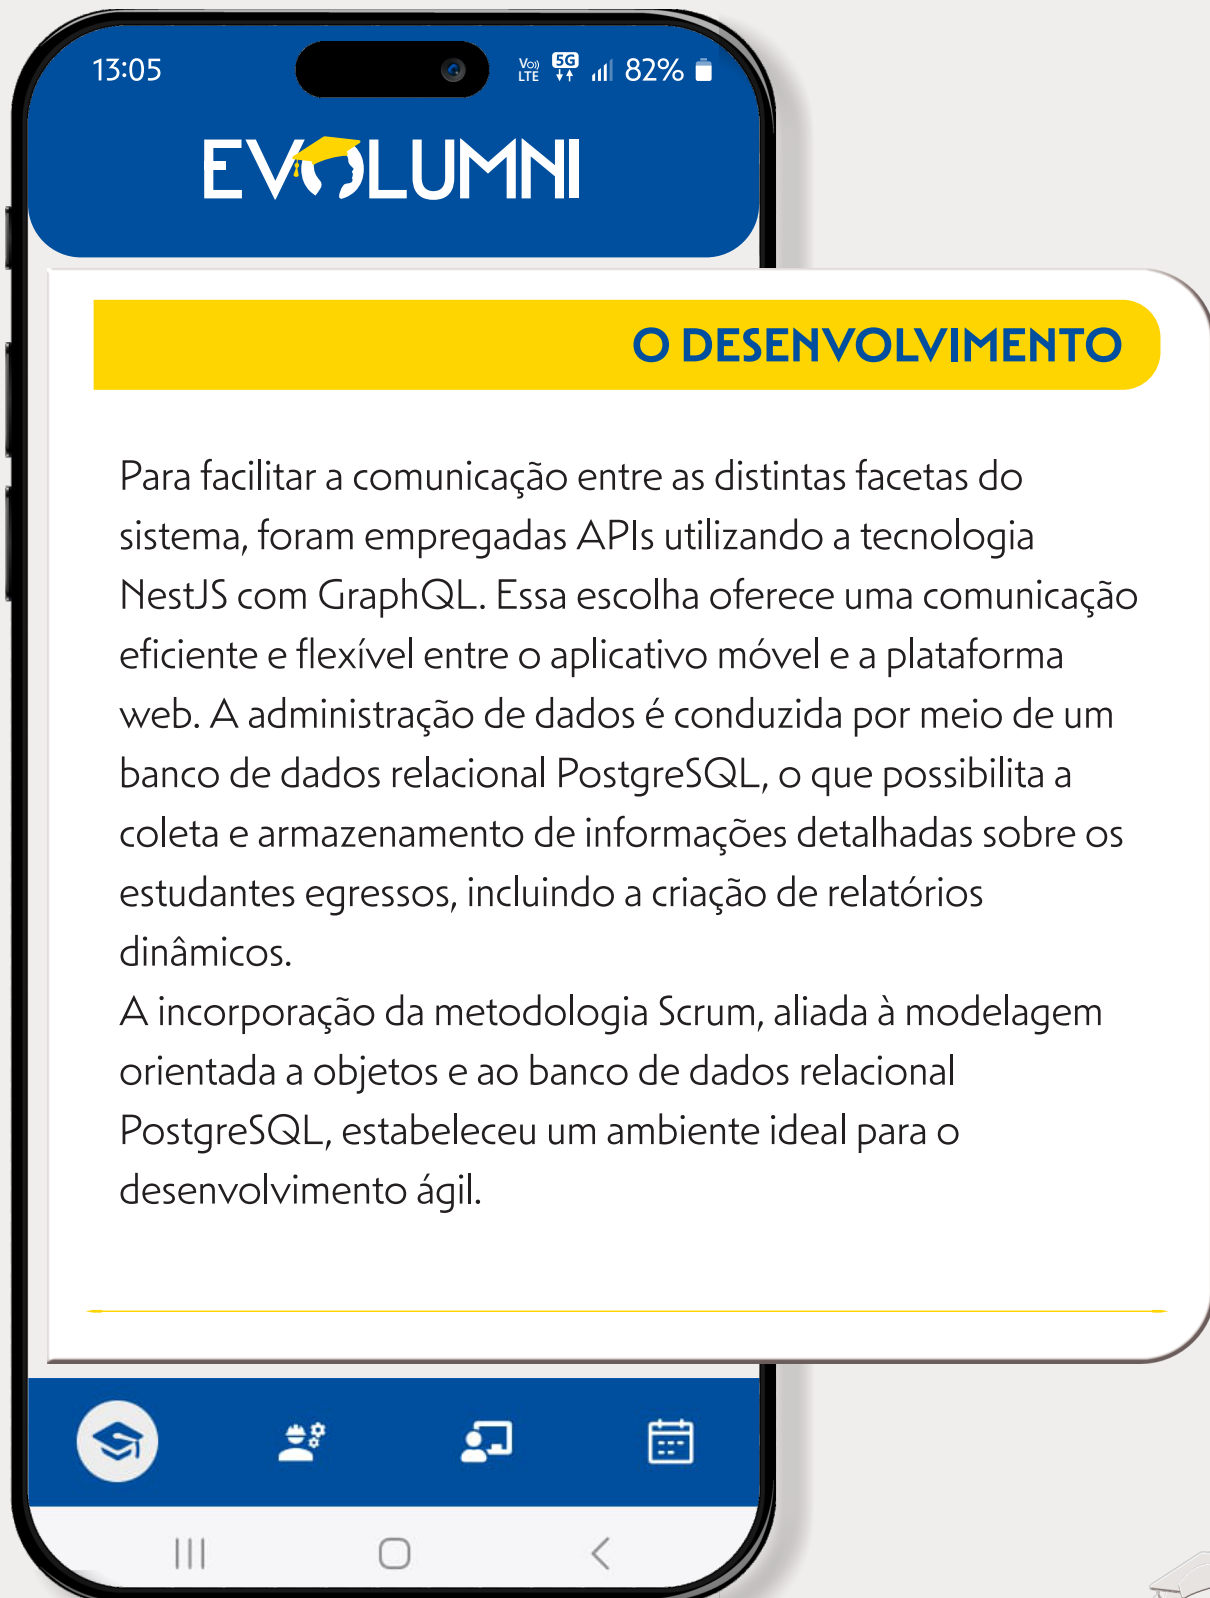 13:05
Vo)) LTE 5G 82%
EVOLUMNI
O DESENVOLVIMENTO
Para facilitar a comunicação entre as distintas facetas do
sistema, foram empregadas APIs utilizando a tecnologia
NestJS com GraphQL. Essa escolha oferece uma comunicação
eficiente e flexível entre o aplicativo móvel e a plataforma
web. A administração de dados é conduzida por meio de um
banco de dados relacional PostgreSQL, o que possibilita a
coleta e armazenamento de informações detalhadas sobre os
estudantes egressos, incluindo a criação de relatórios
dinâmicos.
A incorporação da metodologia Scrum, aliada à modelagem
orientada a objetos e ao banco de dados relacional
PostgreSQL, estabeleceu um ambiente ideal para o
desenvolvimento ágil.